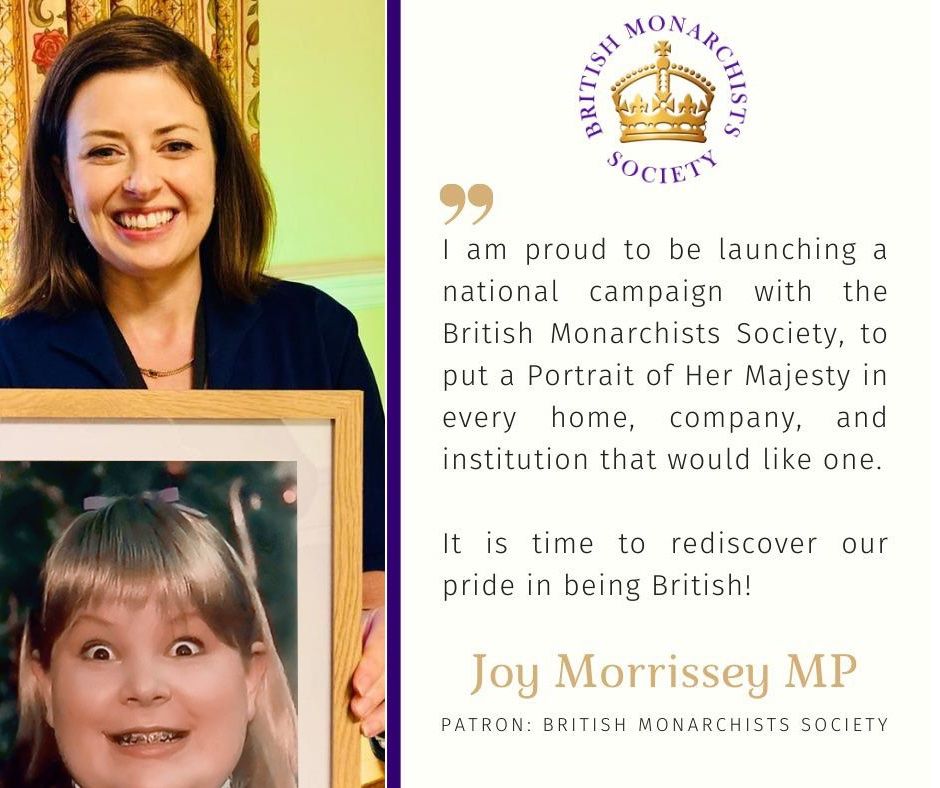 BRITISH MONARCHISTS
SOCIETY
”
I am proud to be launching a
national campaign with the
British Monarchists Society, to
put a Portrait of Her Majesty in
every home, company, and
institution that would like one.
It is time to rediscover our
pride in being British!
Joy Morrissey MP
PATRON: BRITISH MONARCHISTS SOCIETY